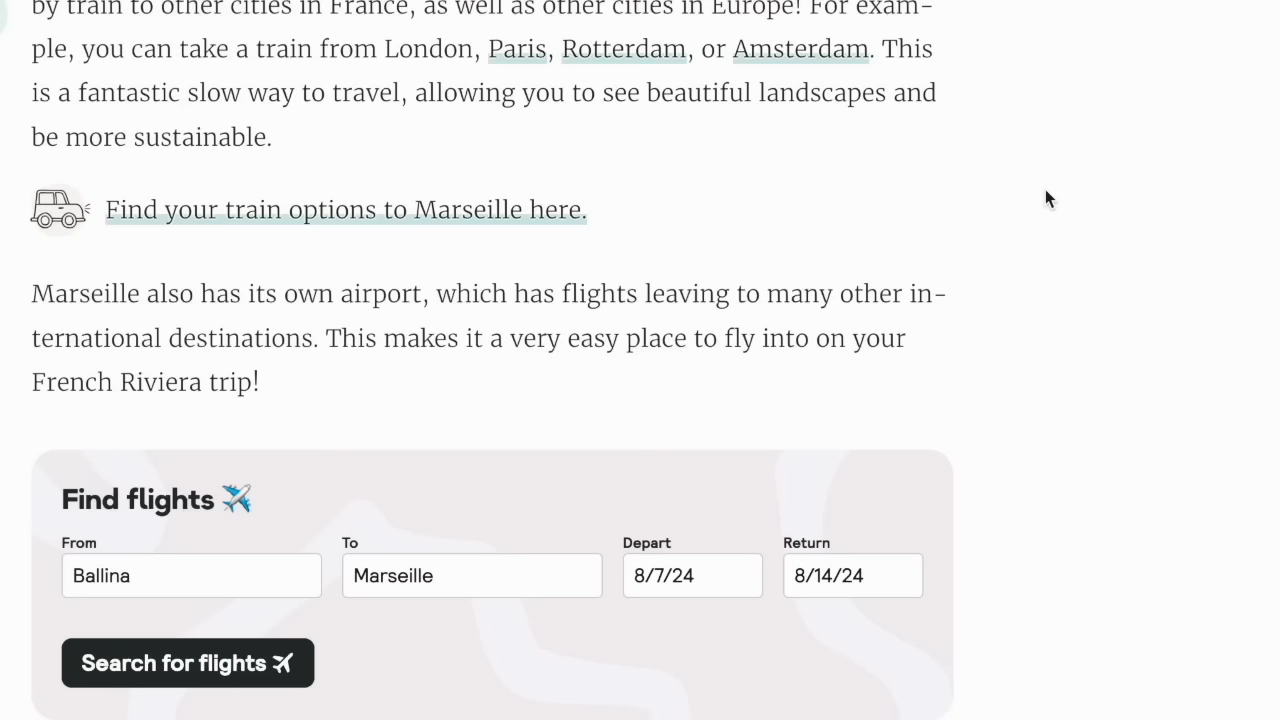 by train to other cities in France, as well as other cities in Europe! For exam-
ple, you can take a train from London, Paris, Rotterdam, or Amsterdam. This
is a fantastic slow way to travel, allowing you to see beautiful landscapes and
be more sustainable.
Find your train options to Marseille here.
Marseille also has its own airport, which has flights leaving to many other in-
ternational destinations. This makes it a very easy place to fly into on your
French Riviera trip!
Find flights ✈️
From To Depart Return
Ballina Marseille 8/7/24 8/14/24
Search for flights ✈